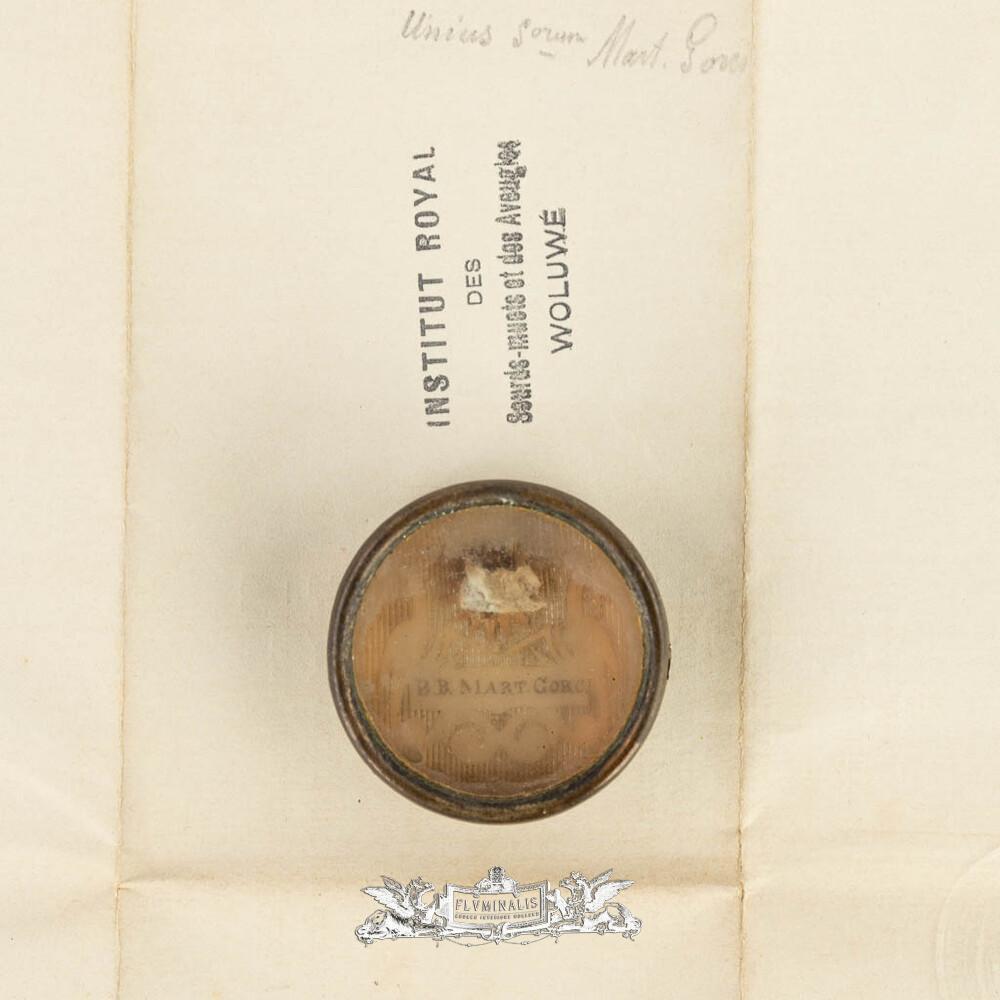 Unius Sorum Mart. Gorc
INSTITUT ROYAL
DES
Sourds-muets et des Aveugles
WOLUWÉ
B.B. MART. GORC.
FLVMINALIS